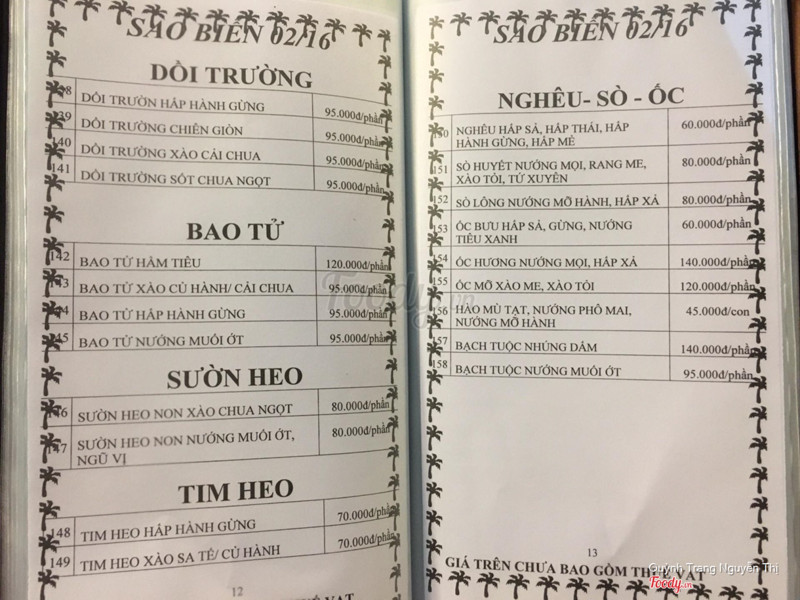 SAO BIỂN 02/16
DỒI TRƯỜNG
DỒI TRƯỜN HẤP HÀNH GỪNG 95.000đ/phần
DỒI TRƯỜNG CHIÊN GIÒN 95.000đ/phần
140 DỒI TRƯỜNG XÀO CẢI CHUA 95.000đ/phần
141 DỒI TRƯỜNG SỐT CHUA NGỌT 95.000đ/phần
BAO TỬ
142 BAO TỬ HẦM TIÊU 120.000đ/phần
BAO TỬ XÀO CỦ HÀNH/ CẢI CHUA 95.000đ/phần
BAO TỬ HẤP HÀNH GỪNG 95.000đ/phần
BAO TỬ NƯỚNG MUỐI ỚT 95.000đ/phần
SƯỜN HEO
SƯỜN HEO NON XÀO CHUA NGỌT 80.000đ/phần
SƯỜN HEO NON NƯỚNG MUỐI ỚT, 80.000đ/phần
NGŨ VỊ
TIM HEO
148 TIM HEO HẤP HÀNH GỪNG 70.000đ/phần
149 TIM HEO XÀO SA TẾ/ CỦ HÀNH 70.000đ/phần
12
SAO BIỂN 02/16
NGHÊU- SÒ - ỐC
NGHÊU HẤP SẢ, HẤP THÁI, HẤP 60.000đ/phần
HÀNH GỪNG, HẤP MẺ
151 SÒ HUYẾT NƯỚNG MỌI, RANG ME, 80.000đ/phần
XÀO TỎI, TỨ XUYÊN
152 SÒ LÔNG NƯỚNG MỠ HÀNH, HẤP XẢ 80.000đ/phần
153 ỐC BƯU HẤP SẢ, GỪNG, NƯỚNG 60.000đ/phần
TIÊU XANH
154 ỐC HƯƠNG NƯỚNG MỌI, HẤP XẢ 140.000đ/phần
155 ỐC MỠ XÀO ME, XÀO TỎI 120.000đ/phần
156 HÀO MÙ TẠT, NƯỚNG PHÔ MAI, 45.000đ/con
NƯỚNG MỠ HÀNH
157 BẠCH TUỘC NHÚNG DẤM 140.000đ/phần
158 BẠCH TUỘC NƯỚNG MUỐI ỚT 95.000đ/phần
13
GIÁ TRÊN CHƯA BAO GỒM THUẾ VAT
Foody.vn
Quỳnh Trang Nguyễn Thị
Foody.vn